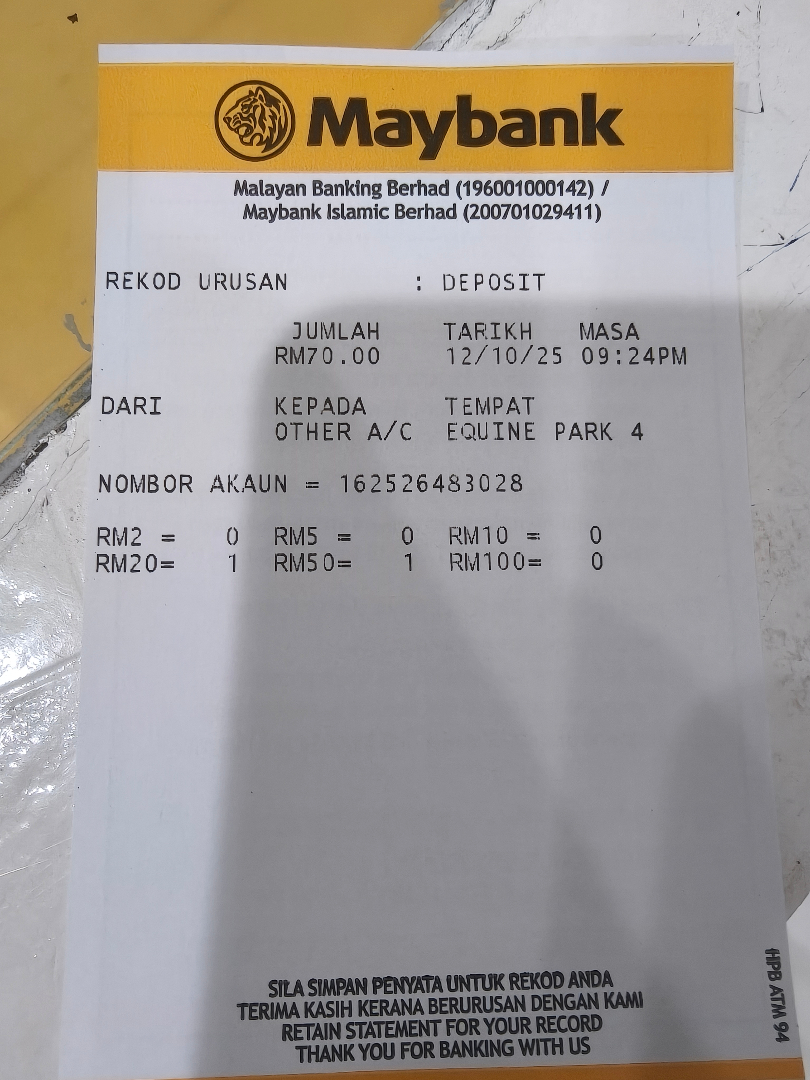 Maybank
Malayan Banking Berhad (196001000142) /
Maybank Islamic Berhad (200701029411)
REKOD URUSAN : DEPOSIT
JUMLAH TARIKH MASA
RM70.00 12/10/25 09:24PM
DARI KEPADA TEMPAT
OTHER A/C EQUINE PARK 4
NOMBOR AKAUN = 162526483028
RM2 = 0 RM5 = 0 RM10 = 0
RM20= 1 RM50= 1 RM100= 0
SILA SIMPAN PENYATA UNTUK REKOD ANDA
TERIMA KASIH KERANA BERURUSAN DENGAN KAMI
RETAIN STATEMENT FOR YOUR RECORD
THANK YOU FOR BANKING WITH US
HPB ATM 94